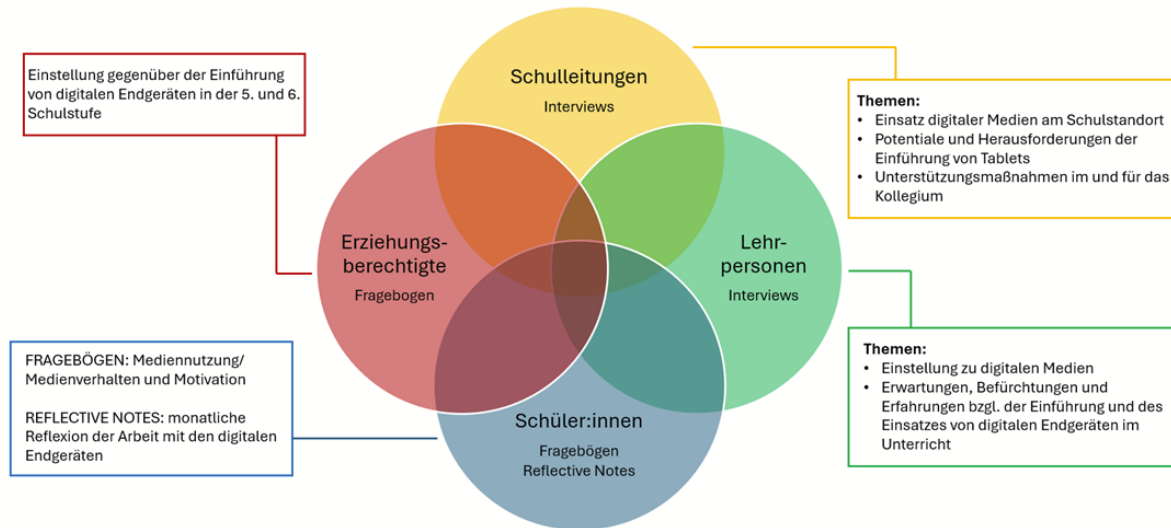 Schulleitungen
Interviews
Einstellung gegenüber der Einführung
von digitalen Endgeräten in der 5. und 6.
Schulstufe
Themen:
• Einsatz digitaler Medien am Schulstandort
• Potentiale und Herausforderungen der
Einführung von Tablets
• Unterstützungsmaßnahmen im und für das
Kollegium
Erziehungs-
berechtigte
Fragebogen
Lehr-
personen
Interviews
FRAGEBÖGEN: Mediennutzung/
Medienverhalten und Motivation
REFLECTIVE NOTES: monatliche
Reflexion der Arbeit mit den digitalen
Endgeräten
Themen:
• Einstellung zu digitalen Medien
• Erwartungen, Befürchtungen und
Erfahrungen bzgl. der Einführung und des
Einsatzes von digitalen Endgeräten im
Unterricht
Schüler:innen
Fragebögen
Reflective Notes